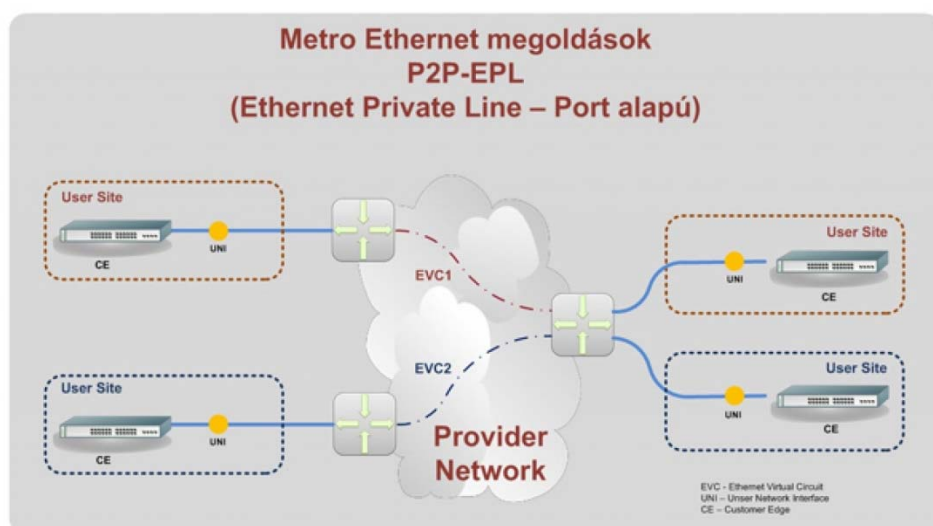 Metro Ethernet megoldások
P2P-EPL
(Ethernet Private Line – Port alapú)
User Site
UNI
CE
EVC1
User Site
UNI
CE
User Site
UNI
CE
EVC2
User Site
UNI
CE
Provider
Network
EVC - Ethernet Virtual Circuit
UNI – Unser Network Interface
CE – Customer Edge